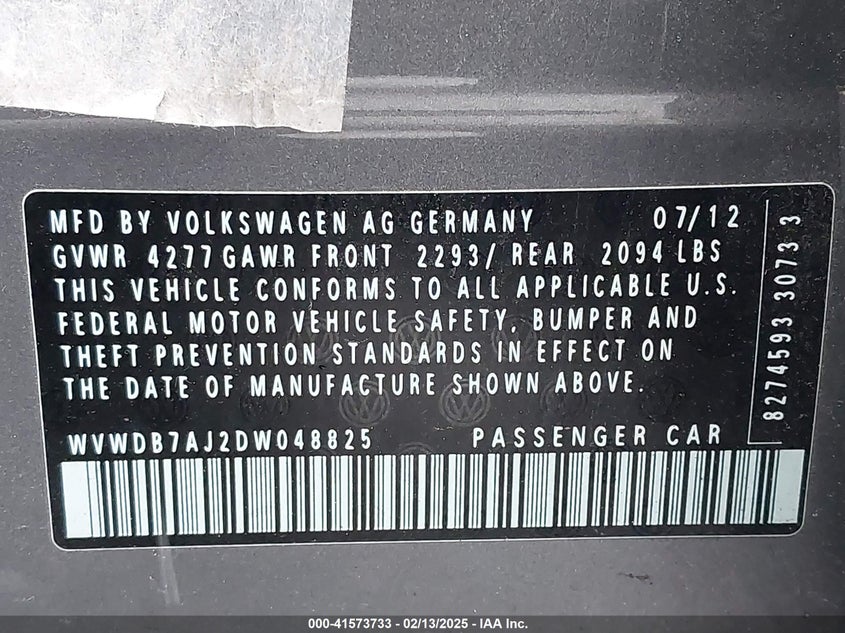 MFD BY VOLKSWAGEN AG GERMANY 07/12
GVWR 4277 GAWR FRONT 2293/ REAR 2094 LBS
THIS VEHICLE CONFORMS TO ALL APPLICABLE U.S.
FEDERAL MOTOR VEHICLE SAFETY, BUMPER AND
THEFT PREVENTION STANDARDS IN EFFECT ON
THE DATE OF MANUFACTURE SHOWN ABOVE.
WVWDB7AJ2DW048825 PASSENGER CAR
8274593 3073 3
000-41573733 - 02/13/2025 - IAA Inc.